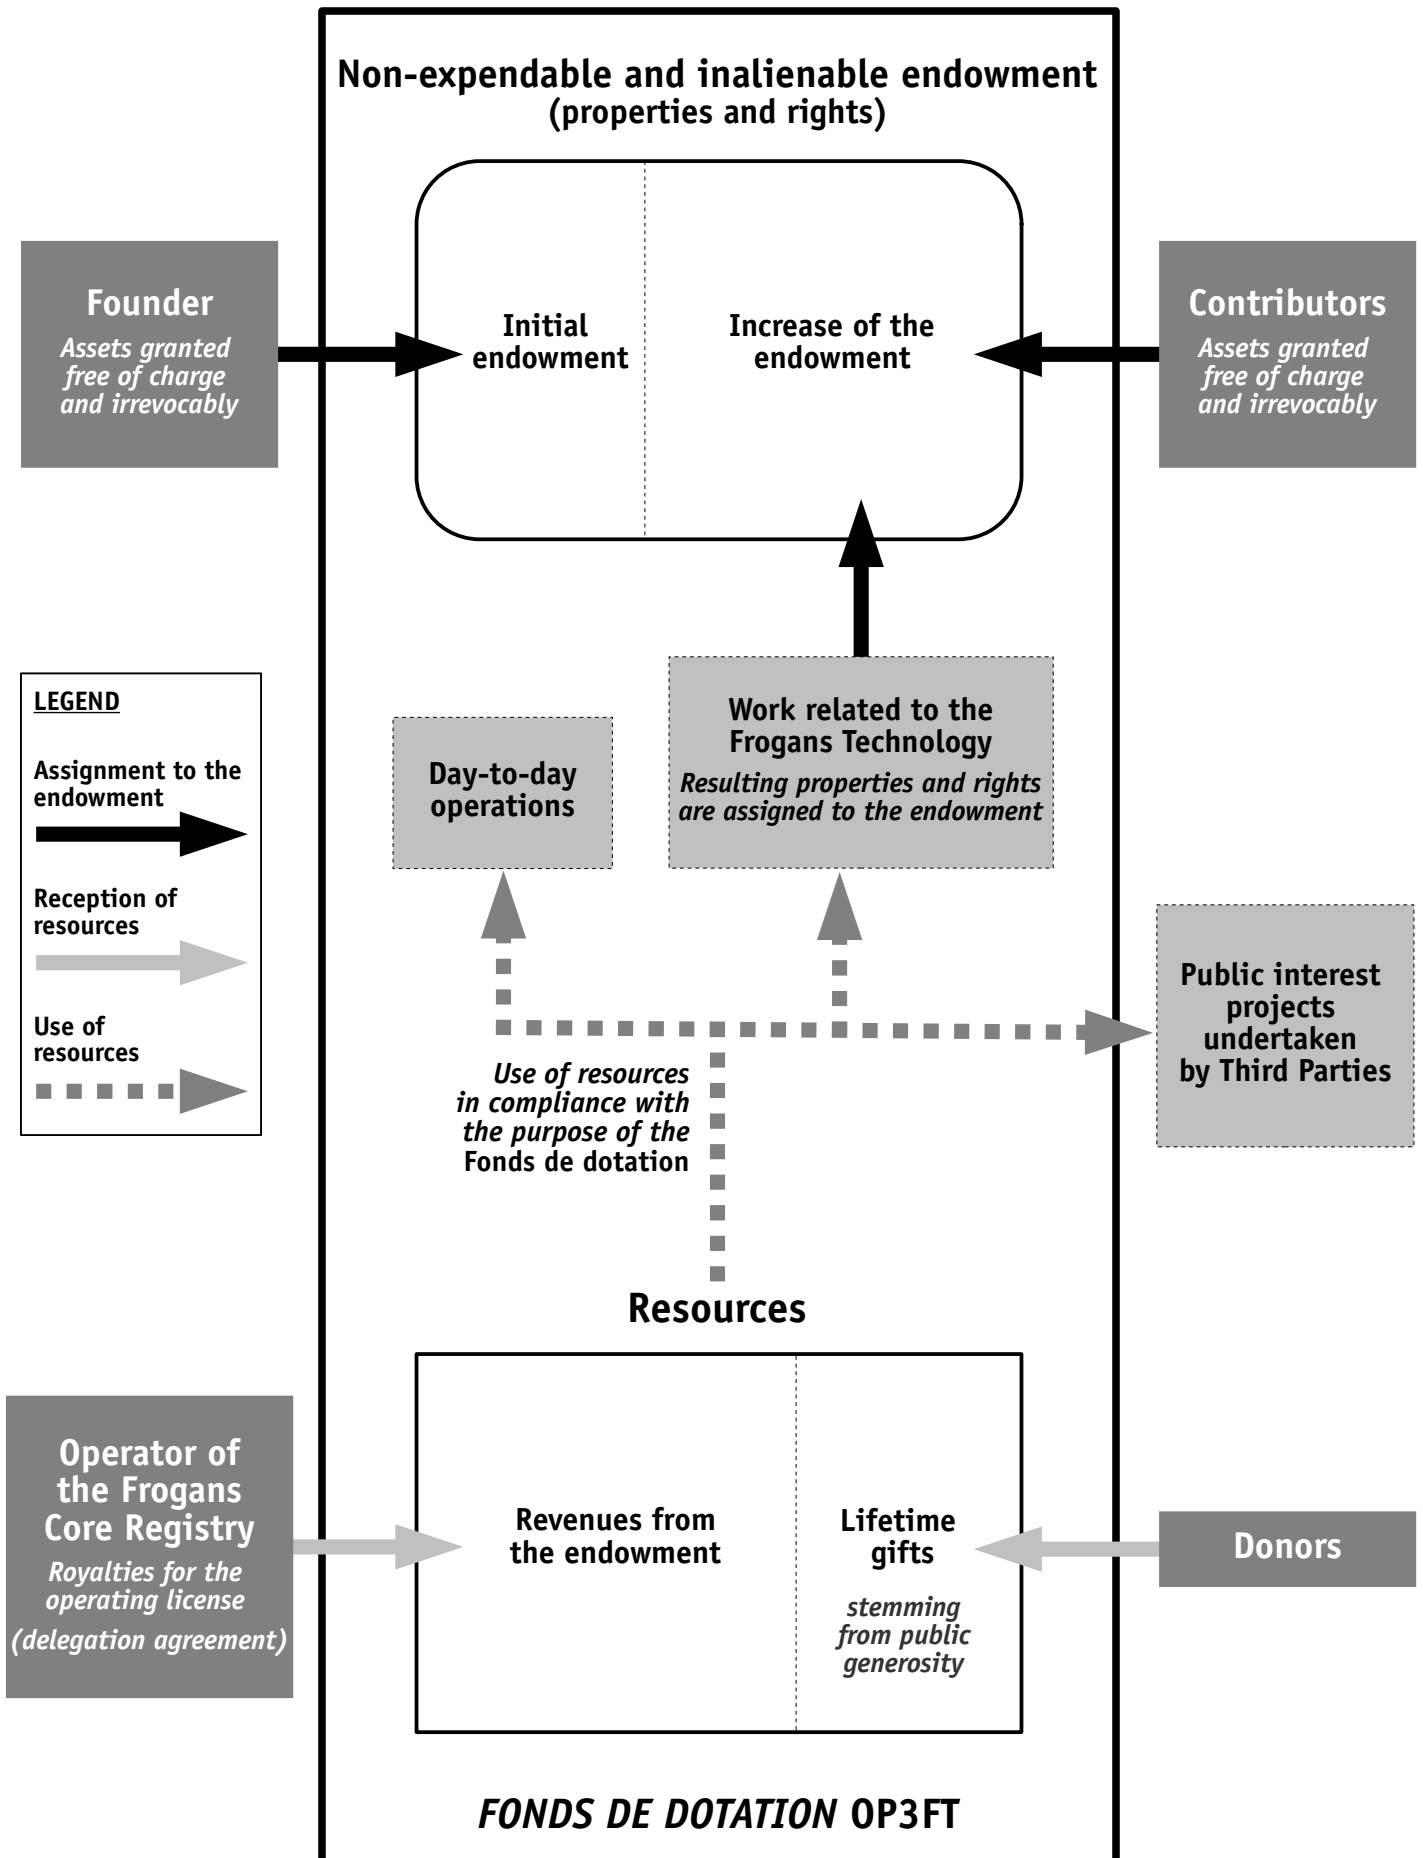 Non-expendable and inalienable endowment
(properties and rights)
Founder
Assets granted
free of charge
and irrevocably
Initial
endowment
Increase of the
endowment
Contributors
Assets granted
free of charge
and irrevocably
LEGEND
Assignment to the
endowment
Reception of
resources
Use of
resources
Day-to-day
operations
Work related to the
Frogans Technology
Resulting properties and rights
are assigned to the endowment
Public interest
projects
undertaken
by Third Parties
Use of resources
in compliance with
the purpose of the
Fonds de dotation
Resources
Operator of
the Frogans
Core Registry
Royalties for the
operating license
(delegation agreement)
Revenues from
the endowment
Lifetime
gifts
stemming
from public
generosity
Donors
FONDS DE DOTATION OP3FT